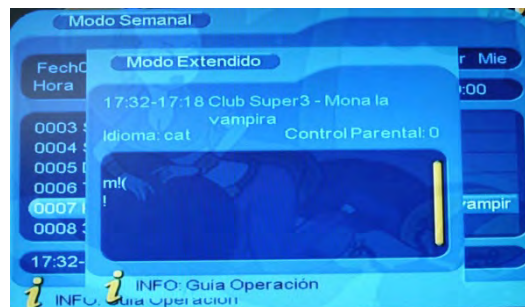 Modo Semanal
Modo Extendido
r Mie
Fech
Hora
:00
17:32-17:18 Club Super3 - Mona la
vampira
Idioma: cat
Control Parental: 0
0003
0004
0005
0006
0007
0008
m!(
!
vampir
17:32-
INFO: Guía Operación
INFO: Guía Operación